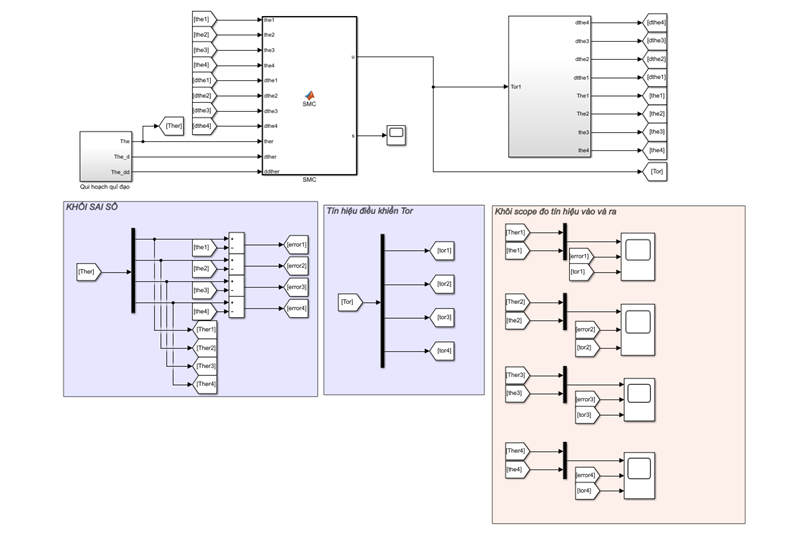 [the1]
[the2]
[the3]
[the4]
[dthe1]
[dthe2]
[dthe3]
[dthe4]
the1
the2
the3
the4
dthe1
dthe2
dthe3
dthe4
ther
dther
ddther
SMC
u
s
SMC
[Ther]
The
The_d
The_dd
Qui hoạch quĩ đạo
Tor1
dthe4
dthe3
dthe2
dthe1
The1
The2
the3
the4
[dthe4]
[dthe3]
[dthe2]
[dthe1]
[the1]
[the2]
[the3]
[the4]
[Tor]
KHỐI SAI SỐ
[Ther]
[the1]
[the2]
[the3]
[the4]
+
−
+
−
+
−
+
−
[error1]
[error2]
[error3]
[error4]
[Ther1]
[Ther2]
[Ther3]
[Ther4]
Tín hiệu điều khiển Tor
[Tor]
[tor1]
[tor2]
[tor3]
[tor4]
Khối scope đo tín hiệu vào và ra
[Ther1]
[the1]
[error1]
[tor1]
[Ther2]
[the2]
[error2]
[tor2]
[Ther3]
[the3]
[error3]
[tor3]
[Ther4]
[the4]
[error4]
[tor4]